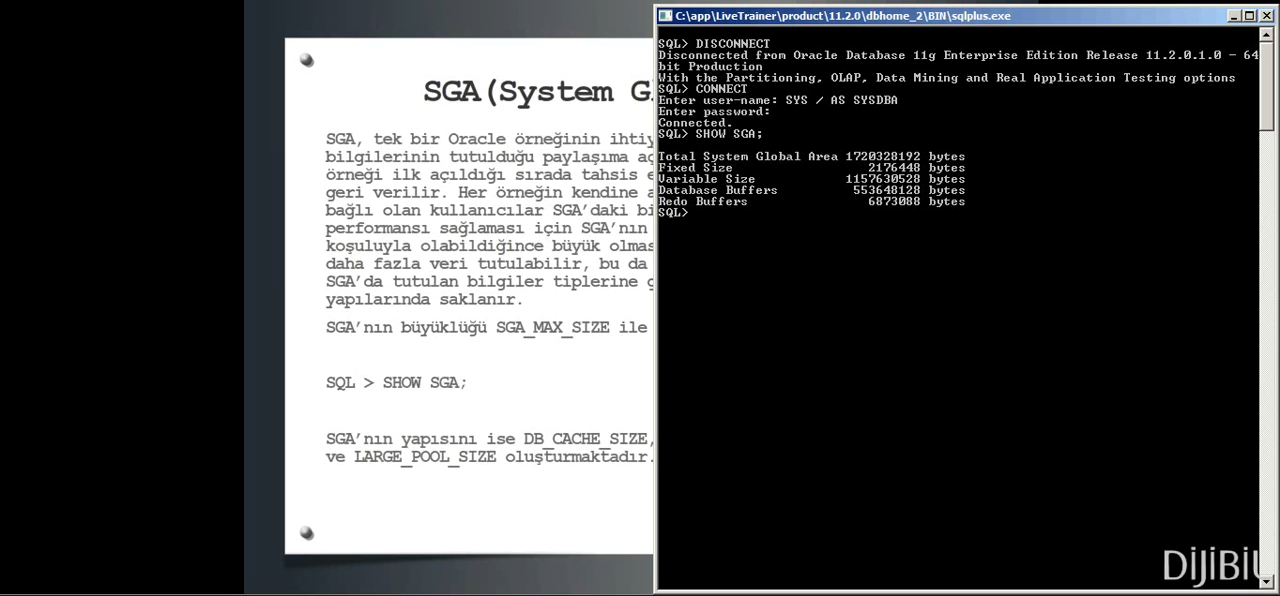 SGA(System G
SGA, tek bir Oracle örneğinin ihtiy
bilgilerinin tutulduğu paylaşıma aç
örneği ilk açıldığı sırada tahsis e
geri verilir. Her örneğin kendine a
bağlı olan kullanıcılar SGA’daki bi
performansı sağlaması için SGA’nın
koşuluyla olabildiğince büyük olmas
daha fazla veri tutulabilir, bu da
SGA’da tutulan bilgiler tiplerine g
yapılarında saklanır.
SGA’nın büyüklüğü SGA_MAX_SIZE ile
SQL > SHOW SGA;
SGA’nın yapısını ise DB_CACHE_SIZE,
ve LARGE_POOL_SIZE oluşturmaktadır.
C:\app\LiveTrainer\product\11.2.0\dbhome_2\BIN\sqlplus.exe
SQL> DISCONNECT
Disconnected from Oracle Database 11g Enterprise Edition Release 11.2.0.1.0 - 64
bit Production
With the Partitioning, OLAP, Data Mining and Real Application Testing options
SQL> CONNECT
Enter user-name: SYS / AS SYSDBA
Enter password:
Connected.
SQL> SHOW SGA;
Total System Global Area 1720328192 bytes
Fixed Size 2176448 bytes
Variable Size 1157630528 bytes
Database Buffers 553648128 bytes
Redo Buffers 6873088 bytes
SQL>
DiJiBiL